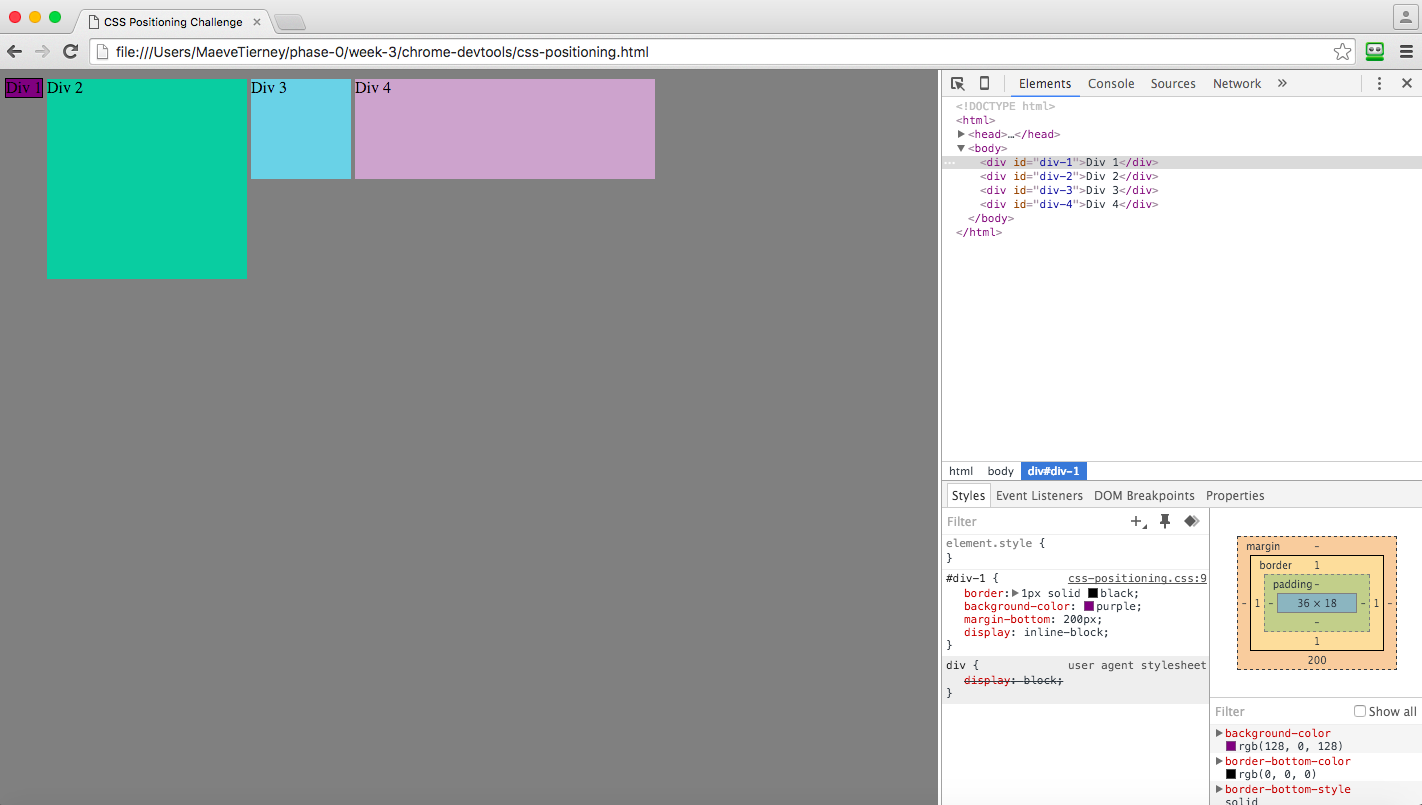 CSS Positioning Challenge
file:///Users/MaeveTierney/phase-0/week-3/chrome-devtools/css-positioning.html
Div 1 Div 2 Div 3 Div 4
Elements Console Sources Network »
<!DOCTYPE html>
<html>
<head>…</head>
<body>
<div id="div-1">Div 1</div>
<div id="div-2">Div 2</div>
<div id="div-3">Div 3</div>
<div id="div-4">Div 4</div>
</body>
</html>
html body div#div-1
Styles Event Listeners DOM Breakpoints Properties
Filter
element.style {
}
#div-1 { css-positioning.css:9
border: 1px solid black;
background-color: purple;
margin-bottom: 200px;
display: inline-block;
}
div { user agent stylesheet
display: block;
}
margin -
border 1
padding -
- 1 - 36 × 18 - 1 -
-
1
200
Filter Show all
background-color
rgb(128, 0, 128)
border-bottom-color
rgb(0, 0, 0)
border-bottom-style
solid